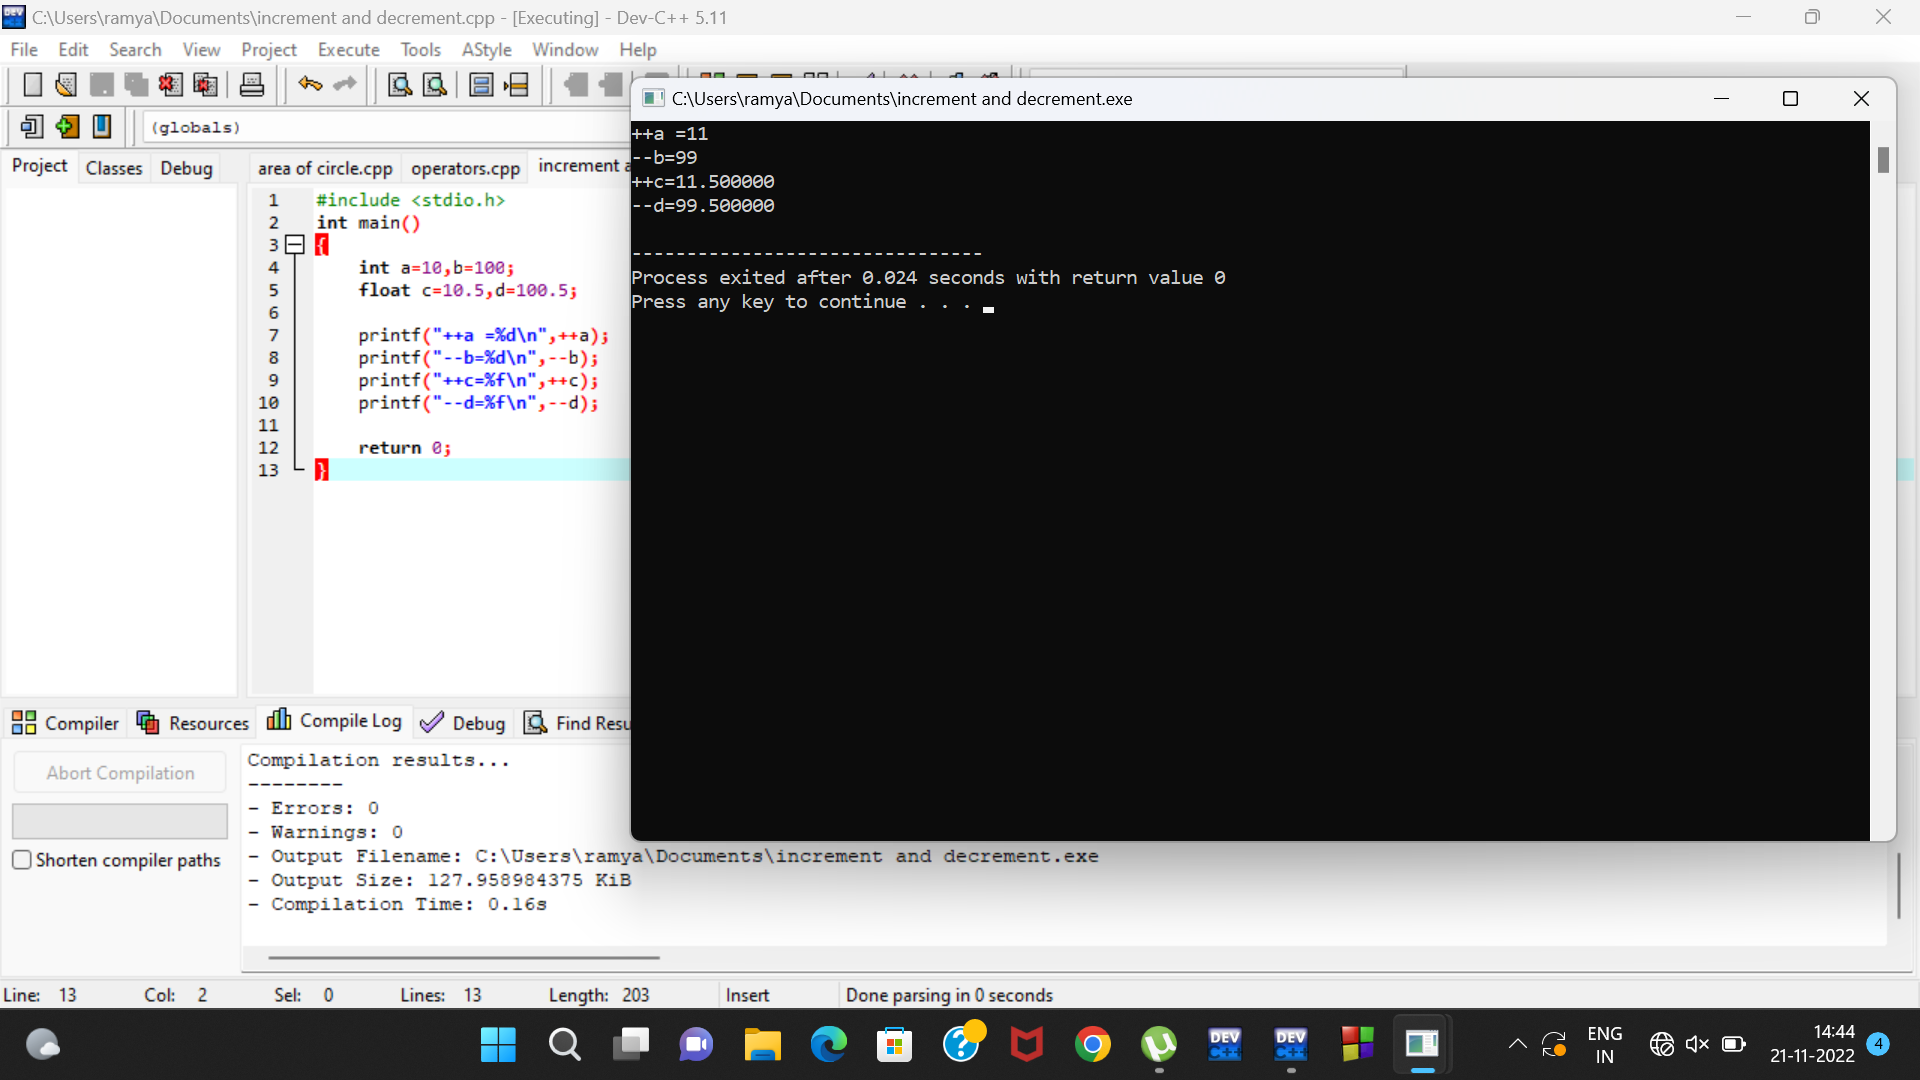 C:\Users\ramya\Documents\increment and decrement.cpp - [Executing] - Dev-C++ 5.11
File Edit Search View Project Execute Tools AStyle Window Help
(globals)
Project Classes Debug
area of circle.cpp operators.cpp increment
1 #include <stdio.h>
2 int main()
3 {
4 int a=10,b=100;
5 float c=10.5,d=100.5;
6
7 printf("++a =%d\n",++a);
8 printf("--b=%d\n",--b);
9 printf("++c=%f\n",++c);
10 printf("--d=%f\n",--d);
11
12 return 0;
13 }
C:\Users\ramya\Documents\increment and decrement.exe
++a =11
--b=99
++c=11.500000
--d=99.500000
--------------------------------
Process exited after 0.024 seconds with return value 0
Press any key to continue . . .
Compiler Resources Compile Log Debug Find Resu
Abort Compilation
Shorten compiler paths
Compilation results...
--------
- Errors: 0
- Warnings: 0
- Output Filename: C:\Users\ramya\Documents\increment and decrement.exe
- Output Size: 127.958984375 KiB
- Compilation Time: 0.16s
Line: 13 Col: 2 Sel: 0 Lines: 13 Length: 203 Insert Done parsing in 0 seconds
DEV C++ DEV C++
ENG
IN
14:44
21-11-2022
4